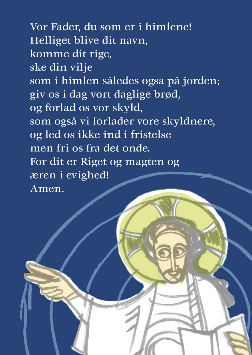 Vor Fader, du som er i himlene!
Helliget blive dit navn,
komme dit rige,
ske din vilje
som i himlen således også på jorden;
giv os i dag vort daglige brød,
og forlad os vor skyld,
som også vi forlader vore skyldnere,
og led os ikke ind i fristelse
men fri os fra det onde.
For dit er Riget og magten og
æren i evighed!
Amen.